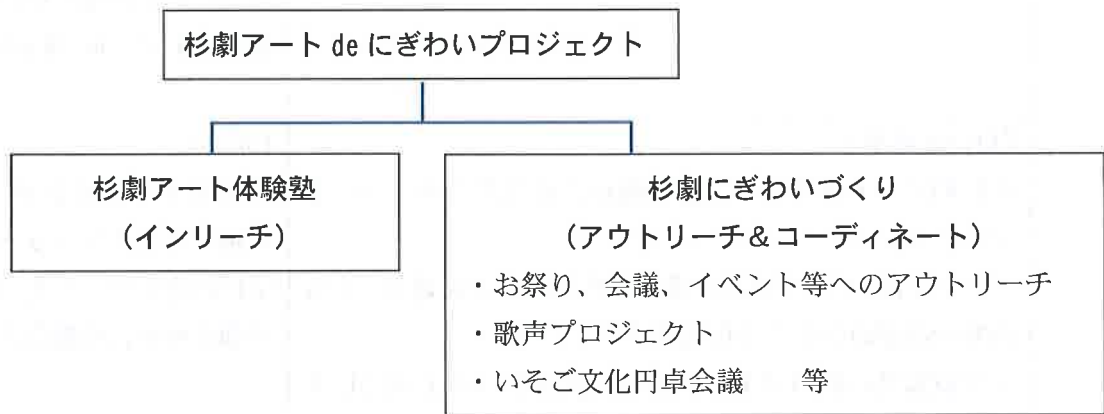 杉劇アート de にぎわいプロジェクト
杉劇アート体験塾
（インリーチ）
杉劇にぎわいづくり
（アウトリーチ＆コーディネート）
・お祭り、会議、イベント等へのアウトリーチ
・歌声プロジェクト
・いそご文化円卓会議　　等